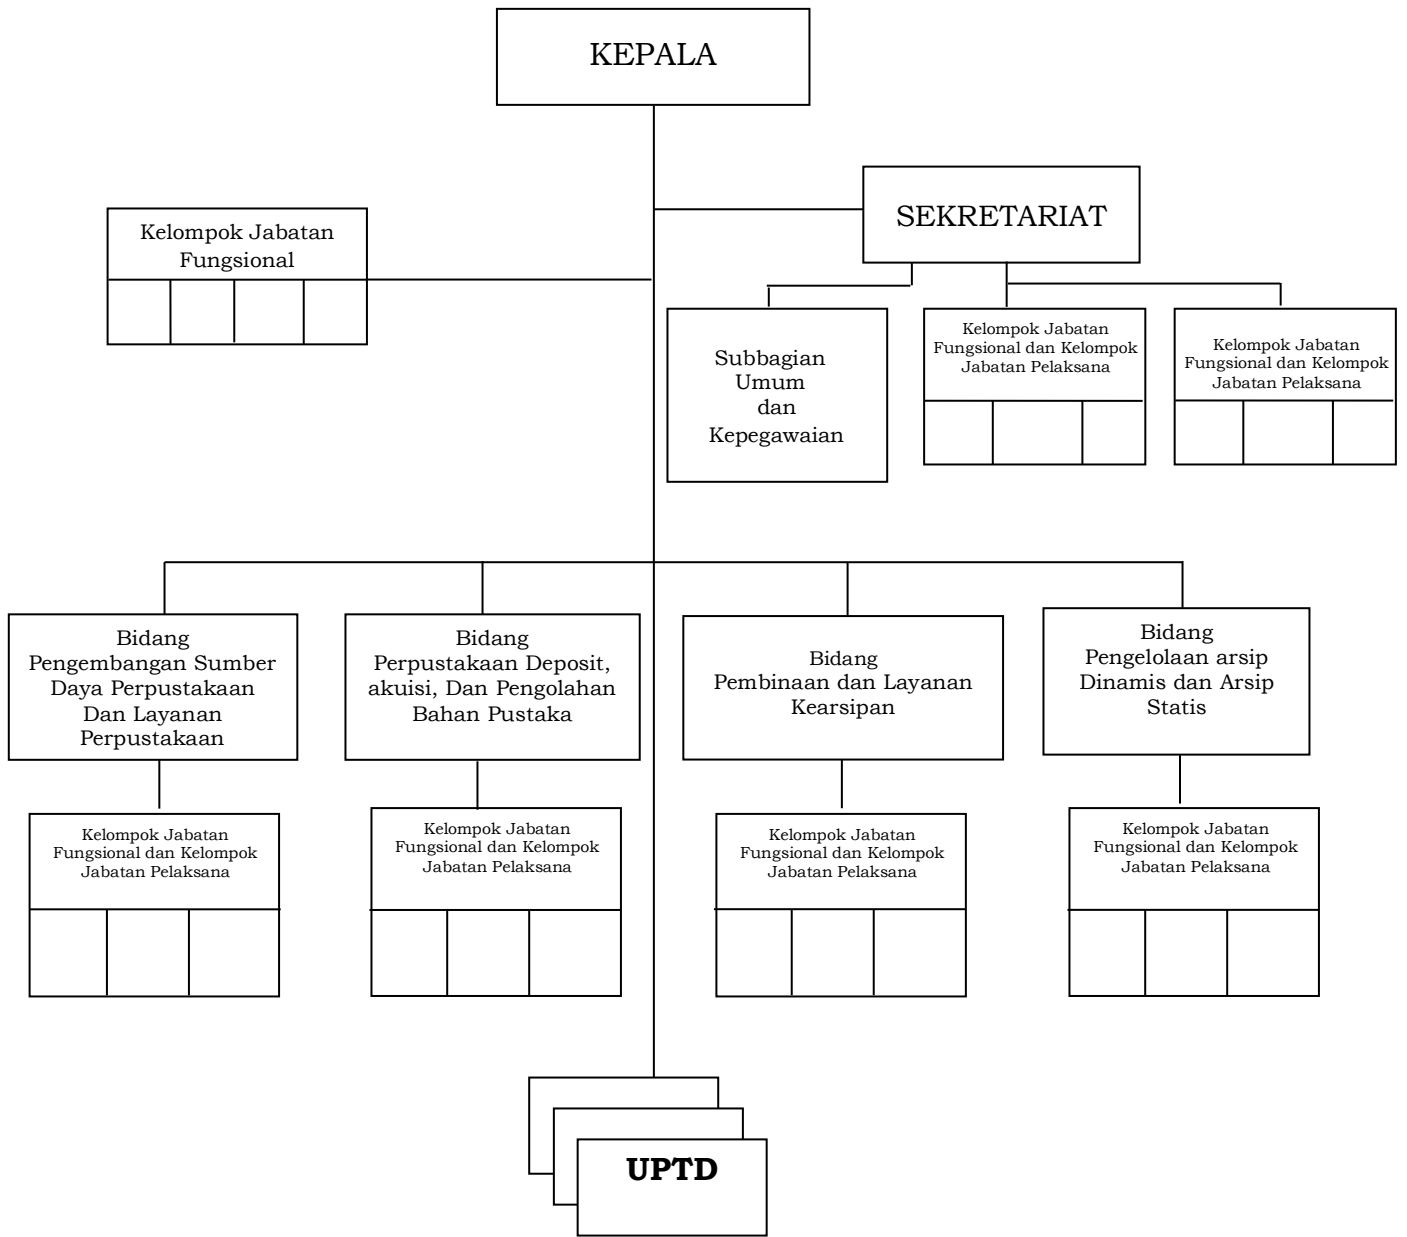 KEPALA
SEKRETARIAT
Kelompok Jabatan
Fungsional
Subbagian
Umum
dan
Kepegawaian
Kelompok Jabatan
Fungsional dan Kelompok
Jabatan Pelaksana
Kelompok Jabatan
Fungsional dan Kelompok
Jabatan Pelaksana
Bidang
Pengembangan Sumber
Daya Perpustakaan
Dan Layanan
Perpustakaan
Bidang
Perpustakaan Deposit,
akuisi, Dan Pengolahan
Bahan Pustaka
Bidang
Pembinaan dan Layanan
Kearsipan
Bidang
Pengelolaan arsip
Dinamis dan Arsip
Statis
Kelompok Jabatan
Fungsional dan Kelompok
Jabatan Pelaksana
Kelompok Jabatan
Fungsional dan Kelompok
Jabatan Pelaksana
Kelompok Jabatan
Fungsional dan Kelompok
Jabatan Pelaksana
Kelompok Jabatan
Fungsional dan Kelompok
Jabatan Pelaksana
UPTD